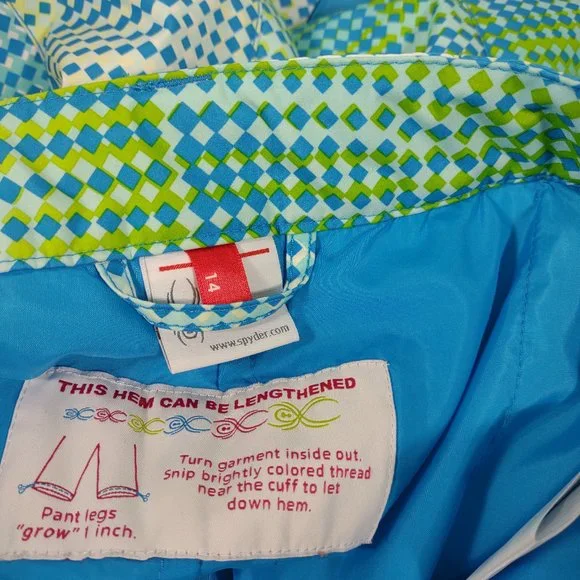 14
www.spyder.com
THIS HEM CAN BE LENGTHENED
Turn garment inside out.
Snip brightly colored thread
near the cuff to let
down hem.
Pant legs
"grow" 1 inch.